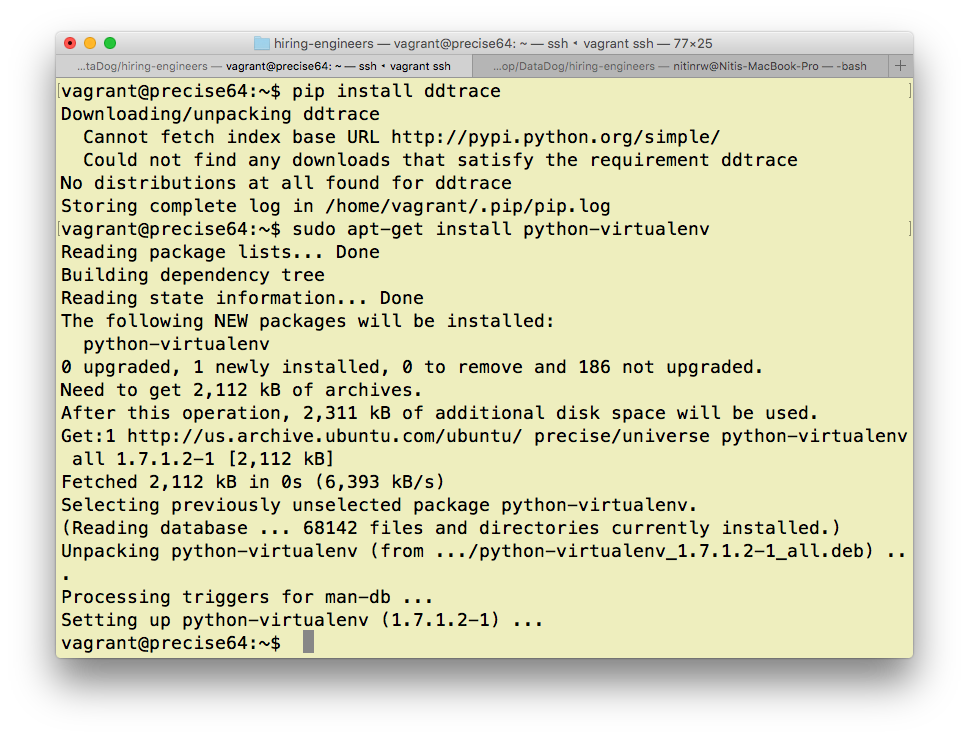 hiring-engineers — vagrant@precise64: ~ — ssh ‹ vagrant ssh — 77×25
...taDog/hiring-engineers — vagrant@precise64: ~ — ssh ‹ vagrant ssh ...op/DataDog/hiring-engineers — nitinrw@Nitis-MacBook-Pro — -bash +
[vagrant@precise64:~$ pip install ddtrace ]
Downloading/unpacking ddtrace
  Cannot fetch index base URL http://pypi.python.org/simple/
  Could not find any downloads that satisfy the requirement ddtrace
No distributions at all found for ddtrace
Storing complete log in /home/vagrant/.pip/pip.log
[vagrant@precise64:~$ sudo apt-get install python-virtualenv ]
Reading package lists... Done
Building dependency tree
Reading state information... Done
The following NEW packages will be installed:
  python-virtualenv
0 upgraded, 1 newly installed, 0 to remove and 186 not upgraded.
Need to get 2,112 kB of archives.
After this operation, 2,311 kB of additional disk space will be used.
Get:1 http://us.archive.ubuntu.com/ubuntu/ precise/universe python-virtualenv
 all 1.7.1.2-1 [2,112 kB]
Fetched 2,112 kB in 0s (6,393 kB/s)
Selecting previously unselected package python-virtualenv.
(Reading database ... 68142 files and directories currently installed.)
Unpacking python-virtualenv (from .../python-virtualenv_1.7.1.2-1_all.deb) ..
.
Processing triggers for man-db ...
Setting up python-virtualenv (1.7.1.2-1) ...
vagrant@precise64:~$